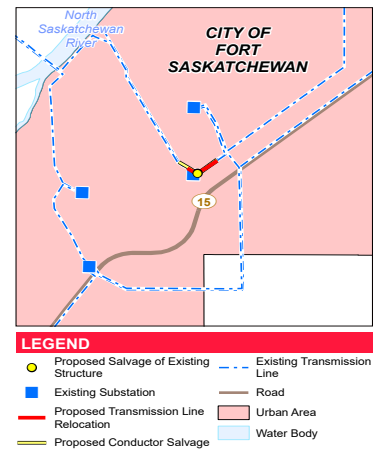 North
Saskatchewan
River
CITY OF
FORT
SASKATCHEWAN
15
LEGEND
Proposed Salvage of Existing
Structure
Existing Substation
Proposed Transmission Line
Relocation
Proposed Conductor Salvage
Existing Transmission
Line
Road
Urban Area
Water Body